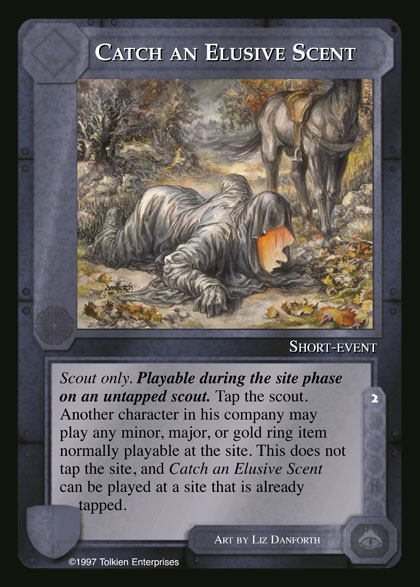 Catch an Elusive Scent
Short-event
Scout only. Playable during the site phase
on an untapped scout. Tap the scout.
Another character in his company may
play any minor, major, or gold ring item
normally playable at the site. This does not
tap the site, and Catch an Elusive Scent
can be played at a site that is already
tapped.
2
Art by Liz Danforth
©1997 Tolkien Enterprises